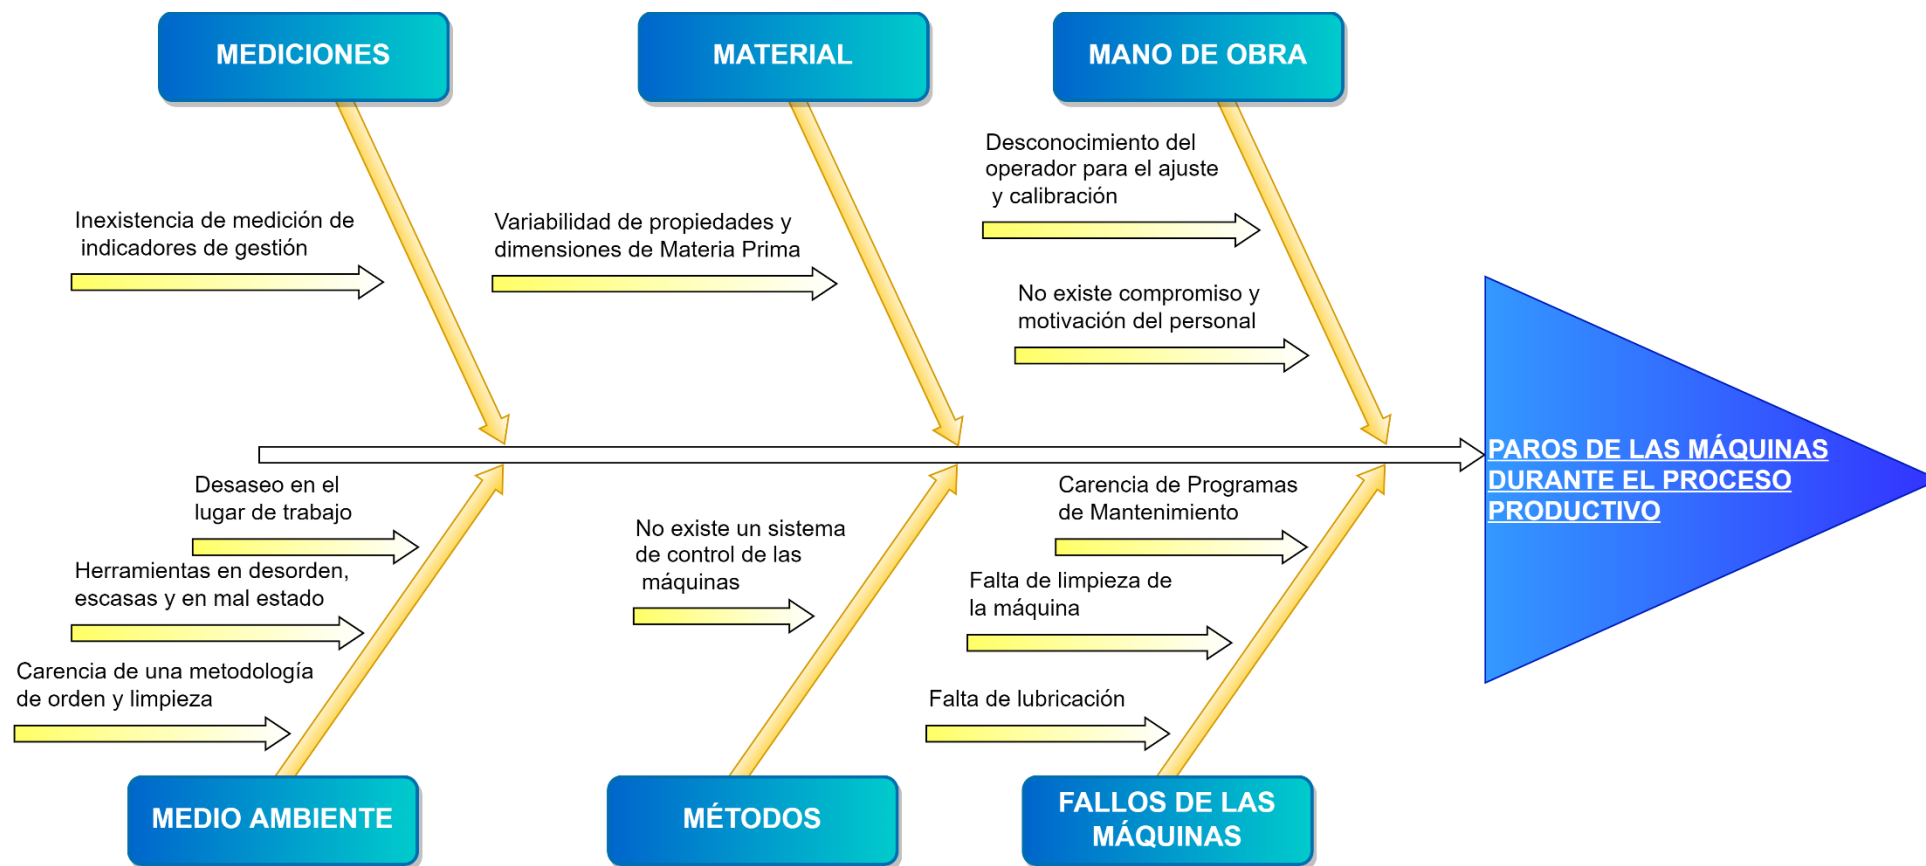 MEDICIONES
MATERIAL
MANO DE OBRA
Desconocimiento del
operador para el ajuste
y calibración
Inexistencia de medición de
indicadores de gestión
Variabilidad de propiedades y
dimensiones de Materia Prima
No existe compromiso y
motivación del personal
PAROS DE LAS MÁQUINAS
DURANTE EL PROCESO
PRODUCTIVO
Desaseo en el
lugar de trabajo
Herramientas en desorden,
escasas y en mal estado
Carencia de una metodología
de orden y limpieza
No existe un sistema
de control de las
máquinas
Carencia de Programas
de Mantenimiento
Falta de limpieza de
la máquina
Falta de lubricación
MEDIO AMBIENTE
MÉTODOS
FALLOS DE LAS
MÁQUINAS